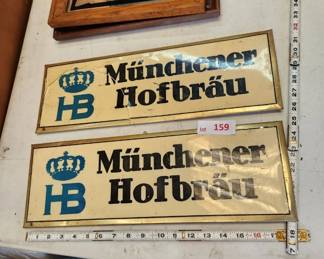 HB
Münchener
Hofbräu
Lot 159
HB
Münchener
Hofbräu